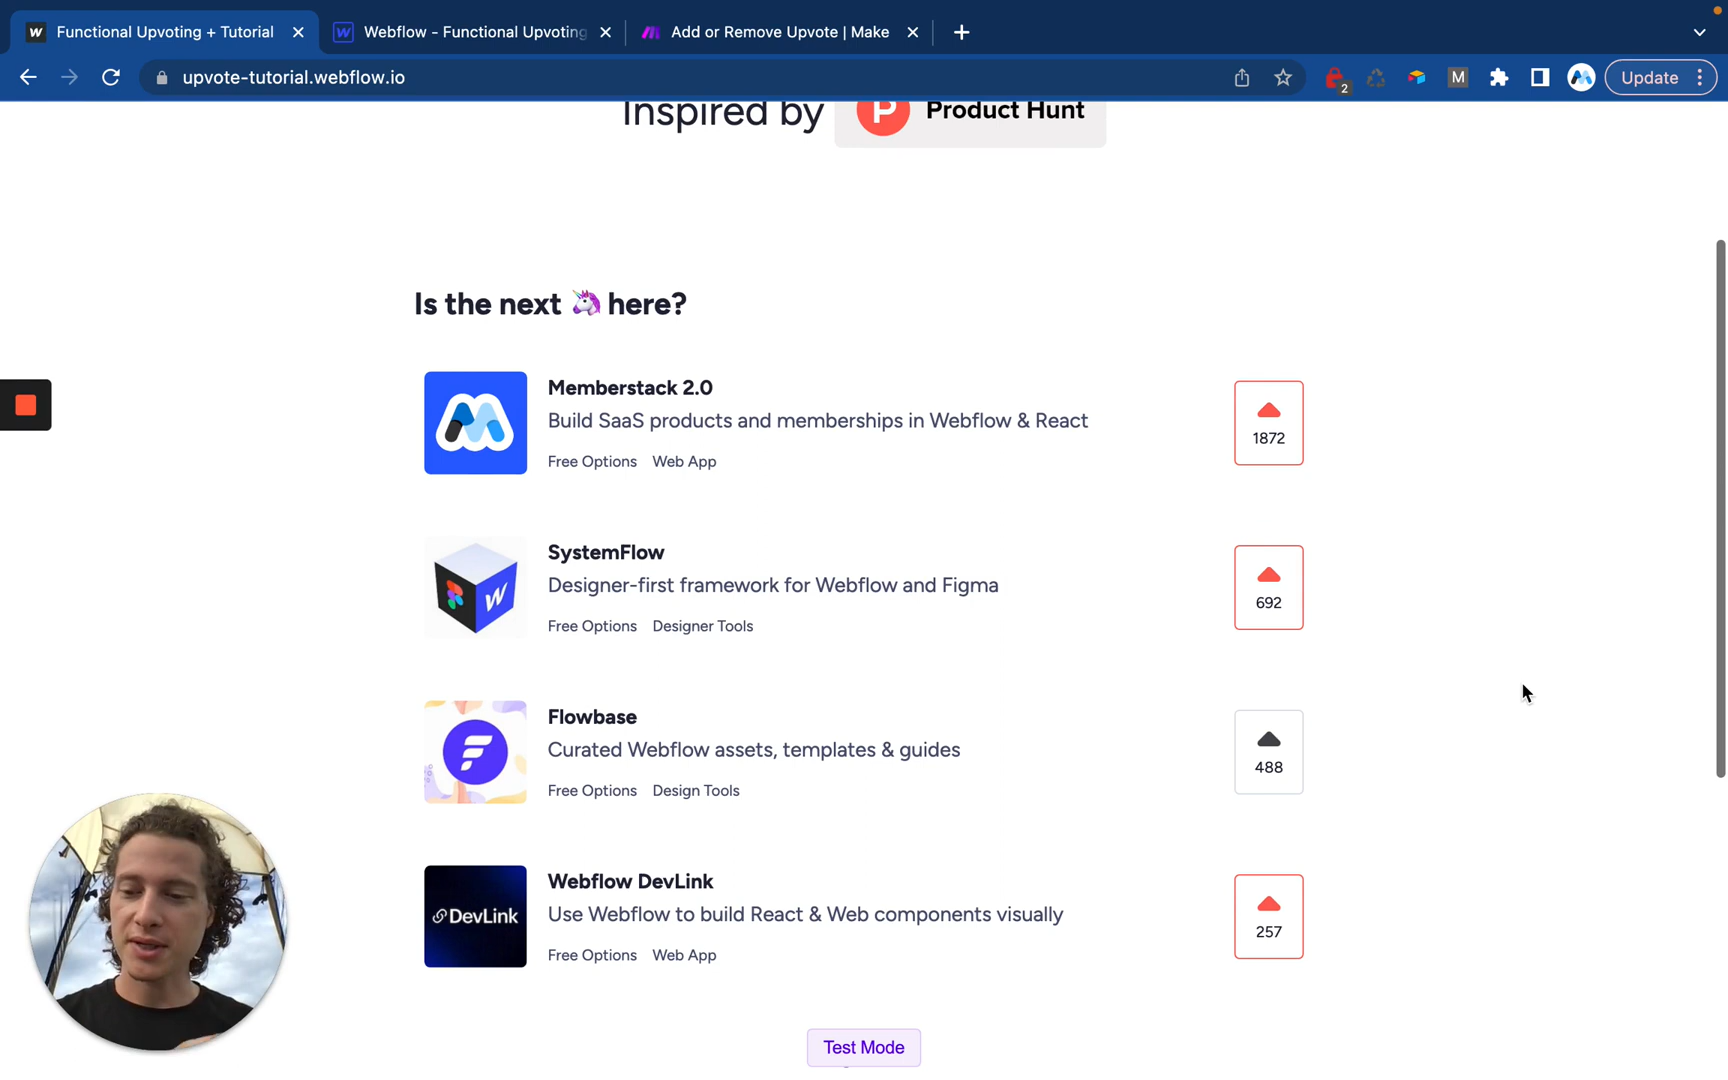 Functional Upvoting + Tutorial
Webflow - Functional Upvoting
Add or Remove Upvote | Make
upvote-tutorial.webflow.io
2
M
Update
Inspired by
P Product Hunt
Is the next 🦄 here?
Memberstack 2.0
Build SaaS products and memberships in Webflow & React
Free Options Web App
1872
SystemFlow
Designer-first framework for Webflow and Figma
Free Options Designer Tools
692
Flowbase
Curated Webflow assets, templates & guides
Free Options Design Tools
488
DevLink
Webflow DevLink
Use Webflow to build React & Web components visually
Free Options Web App
257
Test Mode